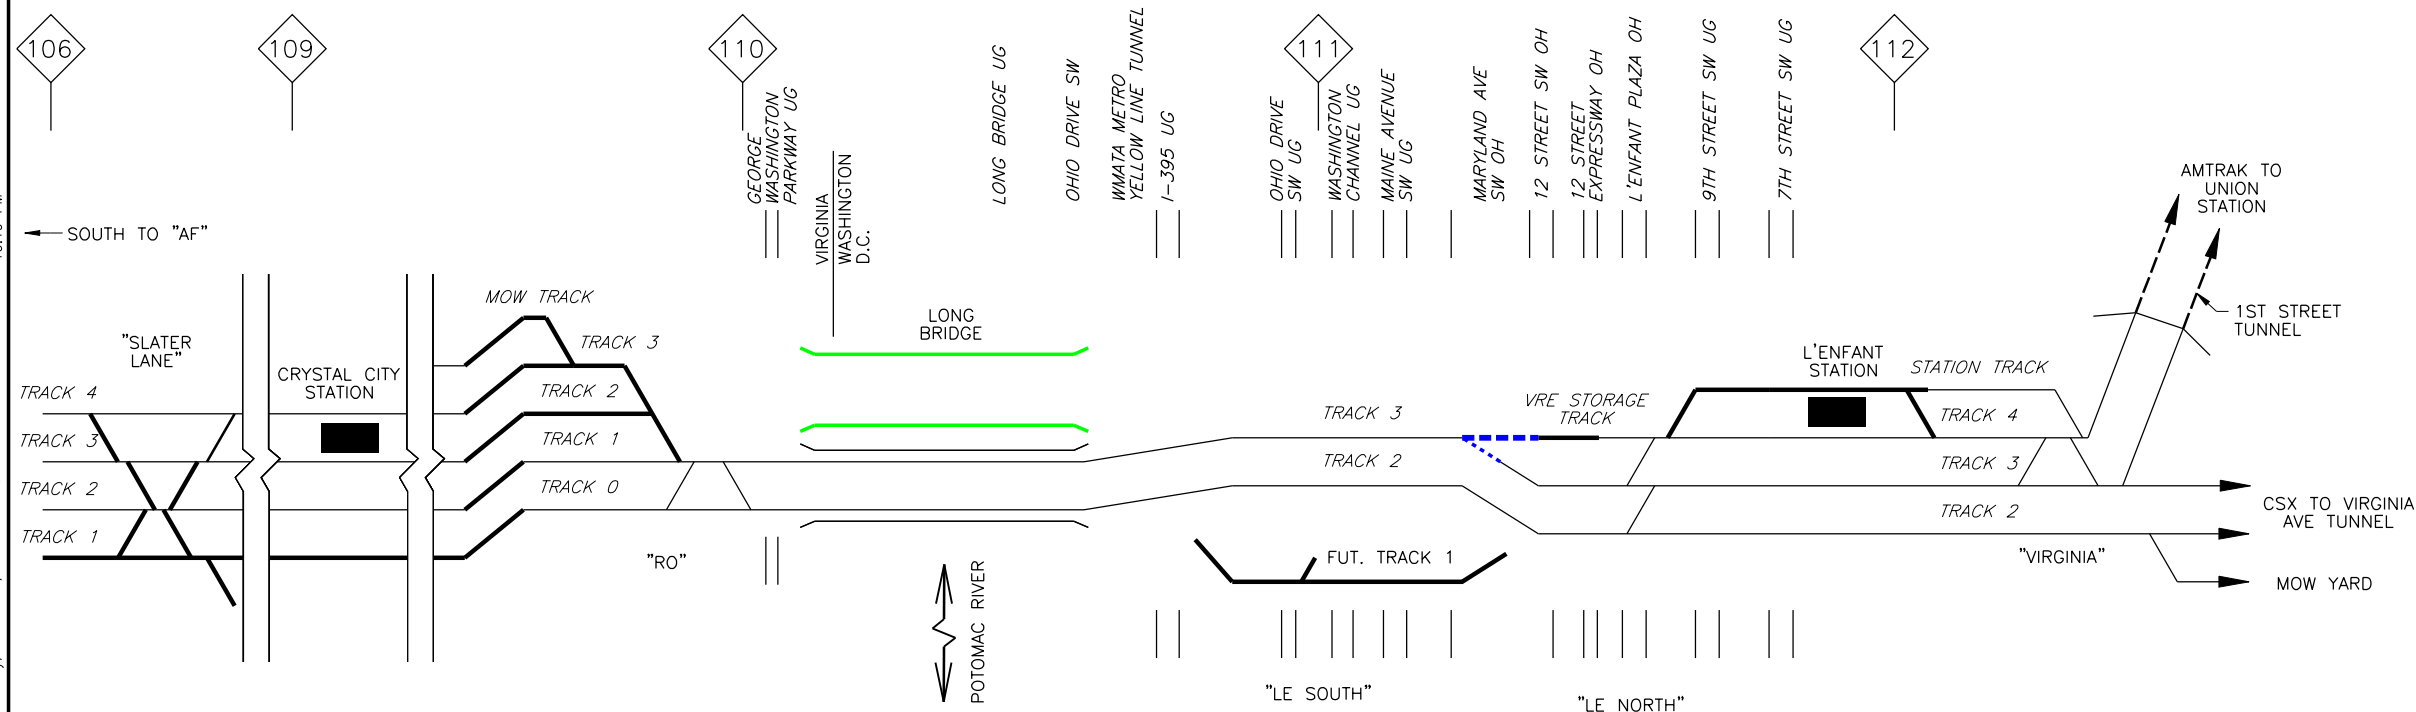 106
109
110
111
112
GEORGE
WASHINGTON
PARKWAY UG
LONG BRIDGE UG
OHIO DRIVE SW
WMATA METRO
YELLOW LINE TUNNEL
I-395 UG
OHIO DRIVE
SW UG
WASHINGTON
CHANNEL UG
MAINE AVENUE
SW UG
MARYLAND AVE
SW OH
12 STREET SW OH
12 STREET
EXPRESSWAY OH
L'ENFANT PLAZA OH
9TH STREET SW UG
7TH STREET SW UG
AMTRAK TO
UNION
STATION
SOUTH TO "AF"
VIRGINIA
WASHINGTON
D.C.
MOW TRACK
LONG
BRIDGE
1ST STREET
TUNNEL
"SLATER
LANE"
TRACK 3
CRYSTAL CITY
STATION
L'ENFANT
STATION
STATION TRACK
TRACK 4
TRACK 2
TRACK 3
VRE STORAGE
TRACK
TRACK 4
TRACK 3
TRACK 1
TRACK 2
TRACK 3
TRACK 2
TRACK 0
TRACK 2
CSX TO VIRGINIA
AVE TUNNEL
TRACK 1
"RO"
FUT. TRACK 1
"VIRGINIA"
MOW YARD
POTOMAC RIVER
"LE SOUTH"
"LE NORTH"